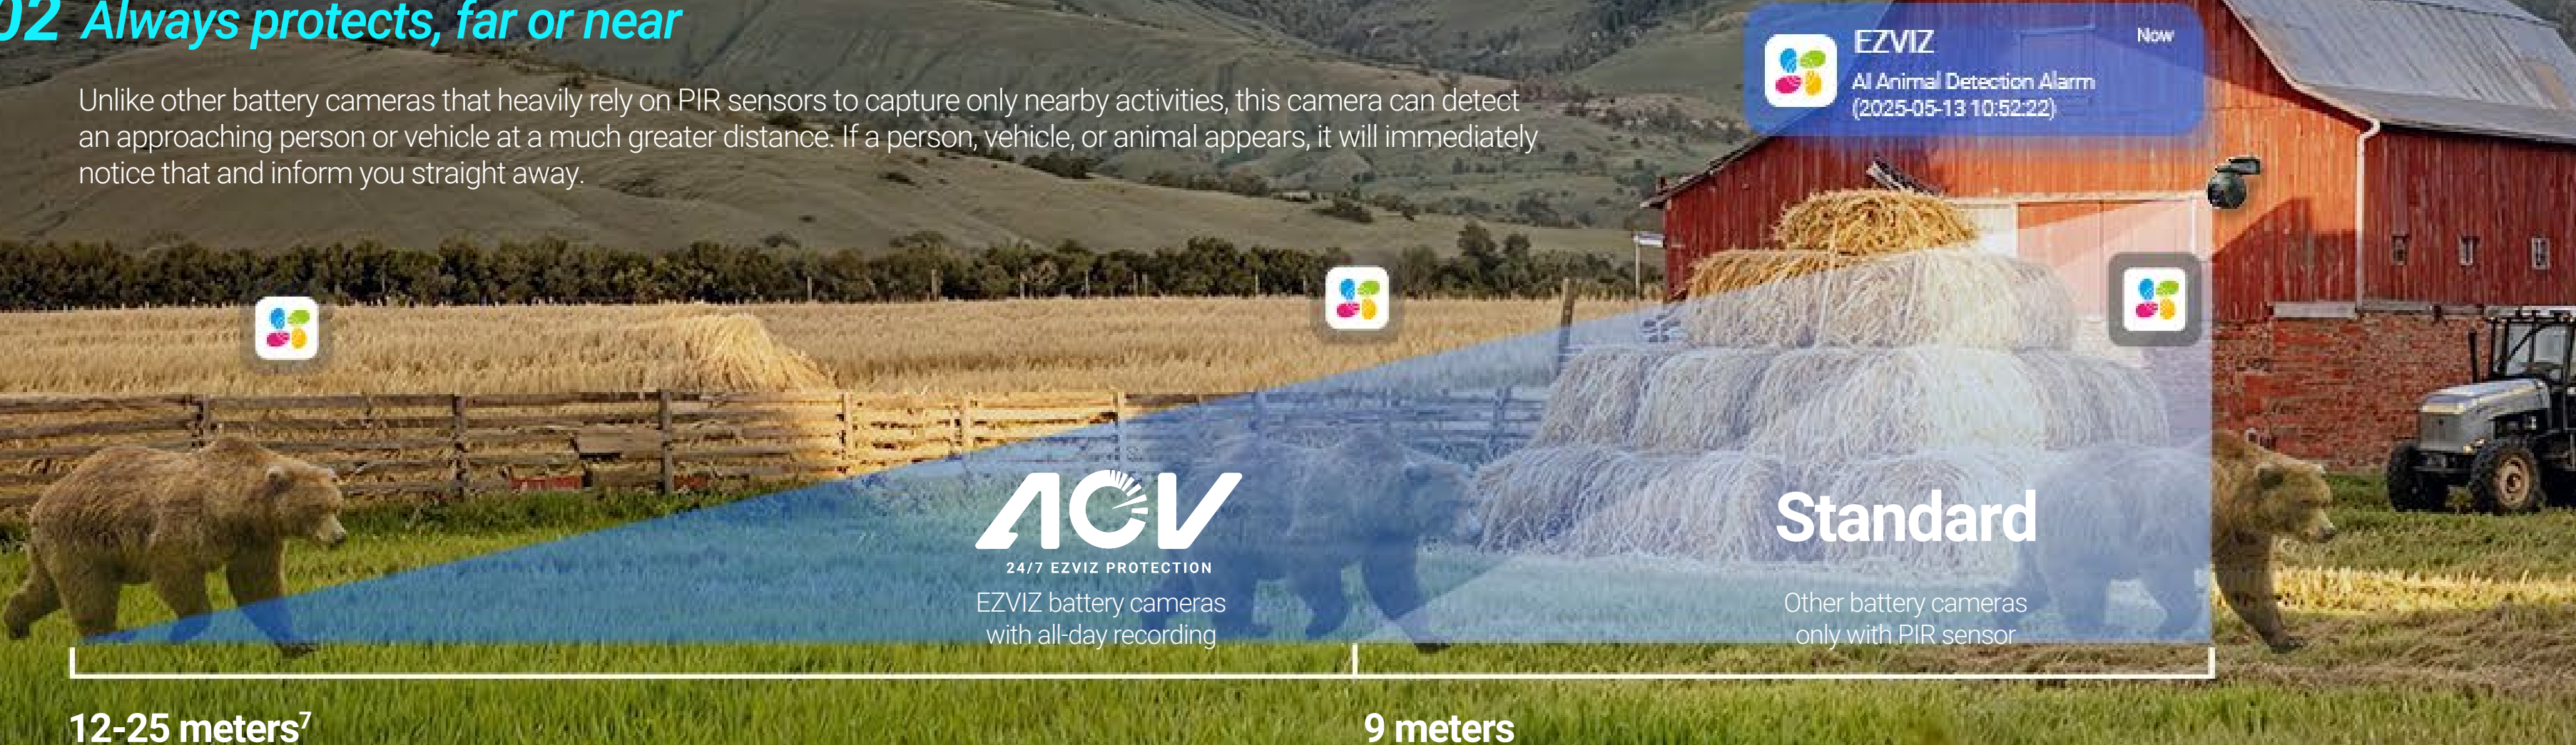 02 Always protects, far or near
Unlike other battery cameras that heavily rely on PIR sensors to capture only nearby activities, this camera can detect
an approaching person or vehicle at a much greater distance. If a person, vehicle, or animal appears, it will immediately
notice that and inform you straight away.
EZVIZ
Now
AI Animal Detection Alarm
(2025-05-13 10:52:22)
AOV
24/7 EZVIZ PROTECTION
EZVIZ battery cameras
with all-day recording
Standard
Other battery cameras
only with PIR sensor
12-25 meters7
9 meters